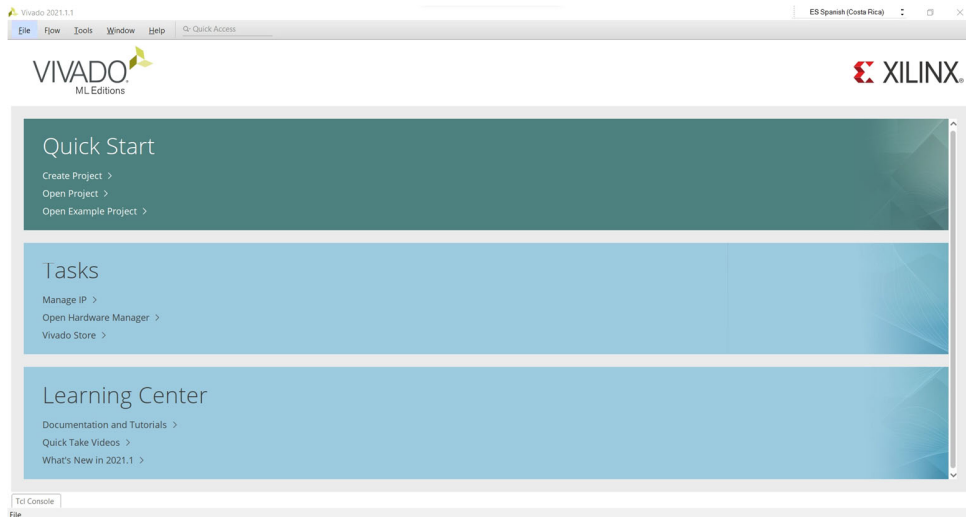 Vivado 2021.1.1
ES Spanish (Costa Rica)
File Flow Tools Window Help Quick Access
VIVADO.
ML Editions
XILINX
Quick Start
Create Project >
Open Project >
Open Example Project >
Tasks
Manage IP >
Open Hardware Manager >
Vivado Store >
Learning Center
Documentation and Tutorials >
Quick Take Videos >
What's New in 2021.1 >
Tcl Console
File